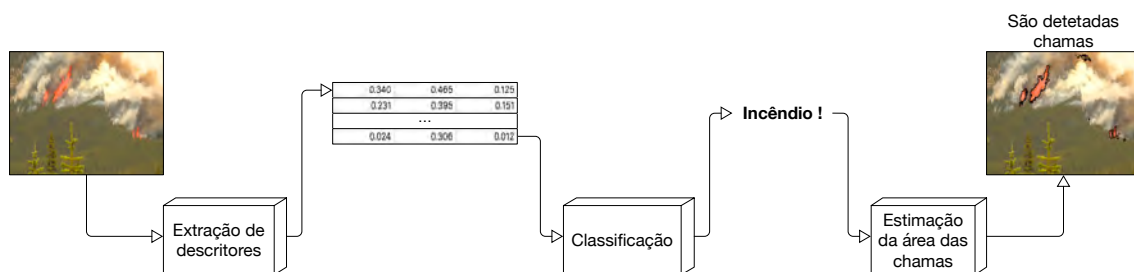 São detetadas
chamas
0.340 0.465 0.125
0.231 0.395 0.151
...
0.024 0.306 0.012
Incêndio !
Extração de
descritores
Classificação
Estimação
da área das
chamas